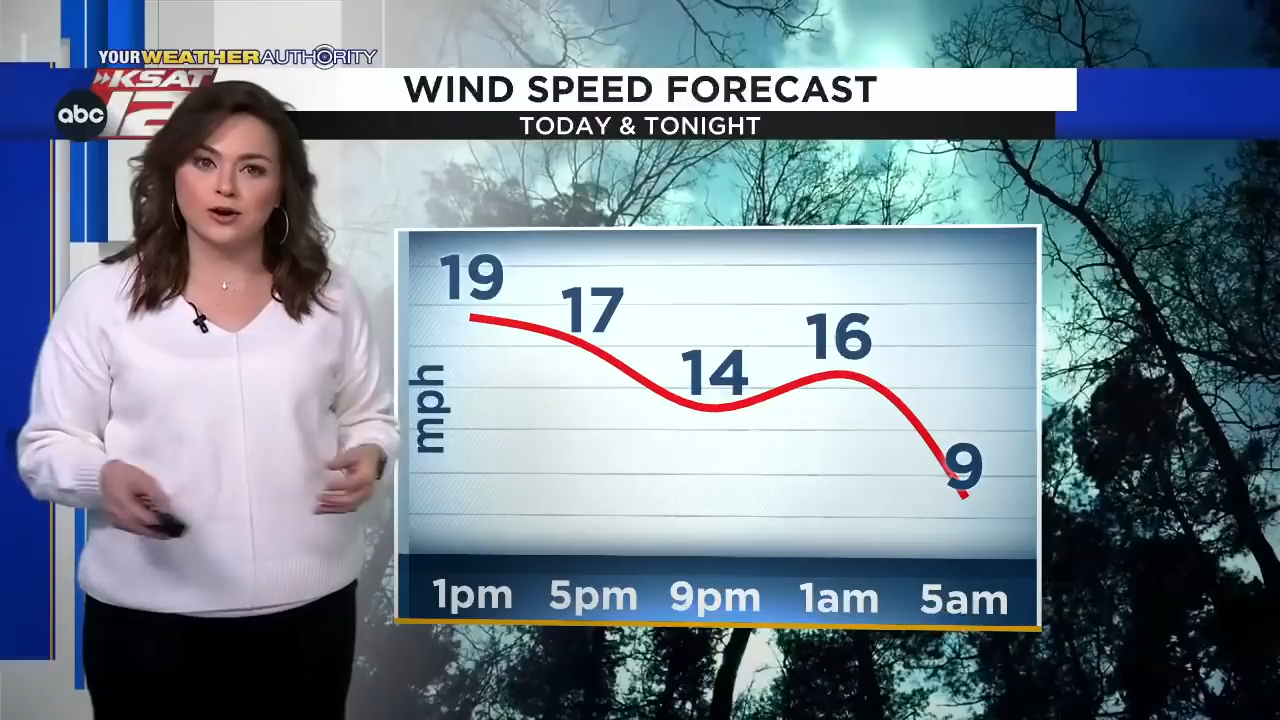 YOUR WEATHER AUTHORITY
KSAT
abc 12
WIND SPEED FORECAST
TODAY & TONIGHT
19
17
14
16
9
mph
1pm 5pm 9pm 1am 5am